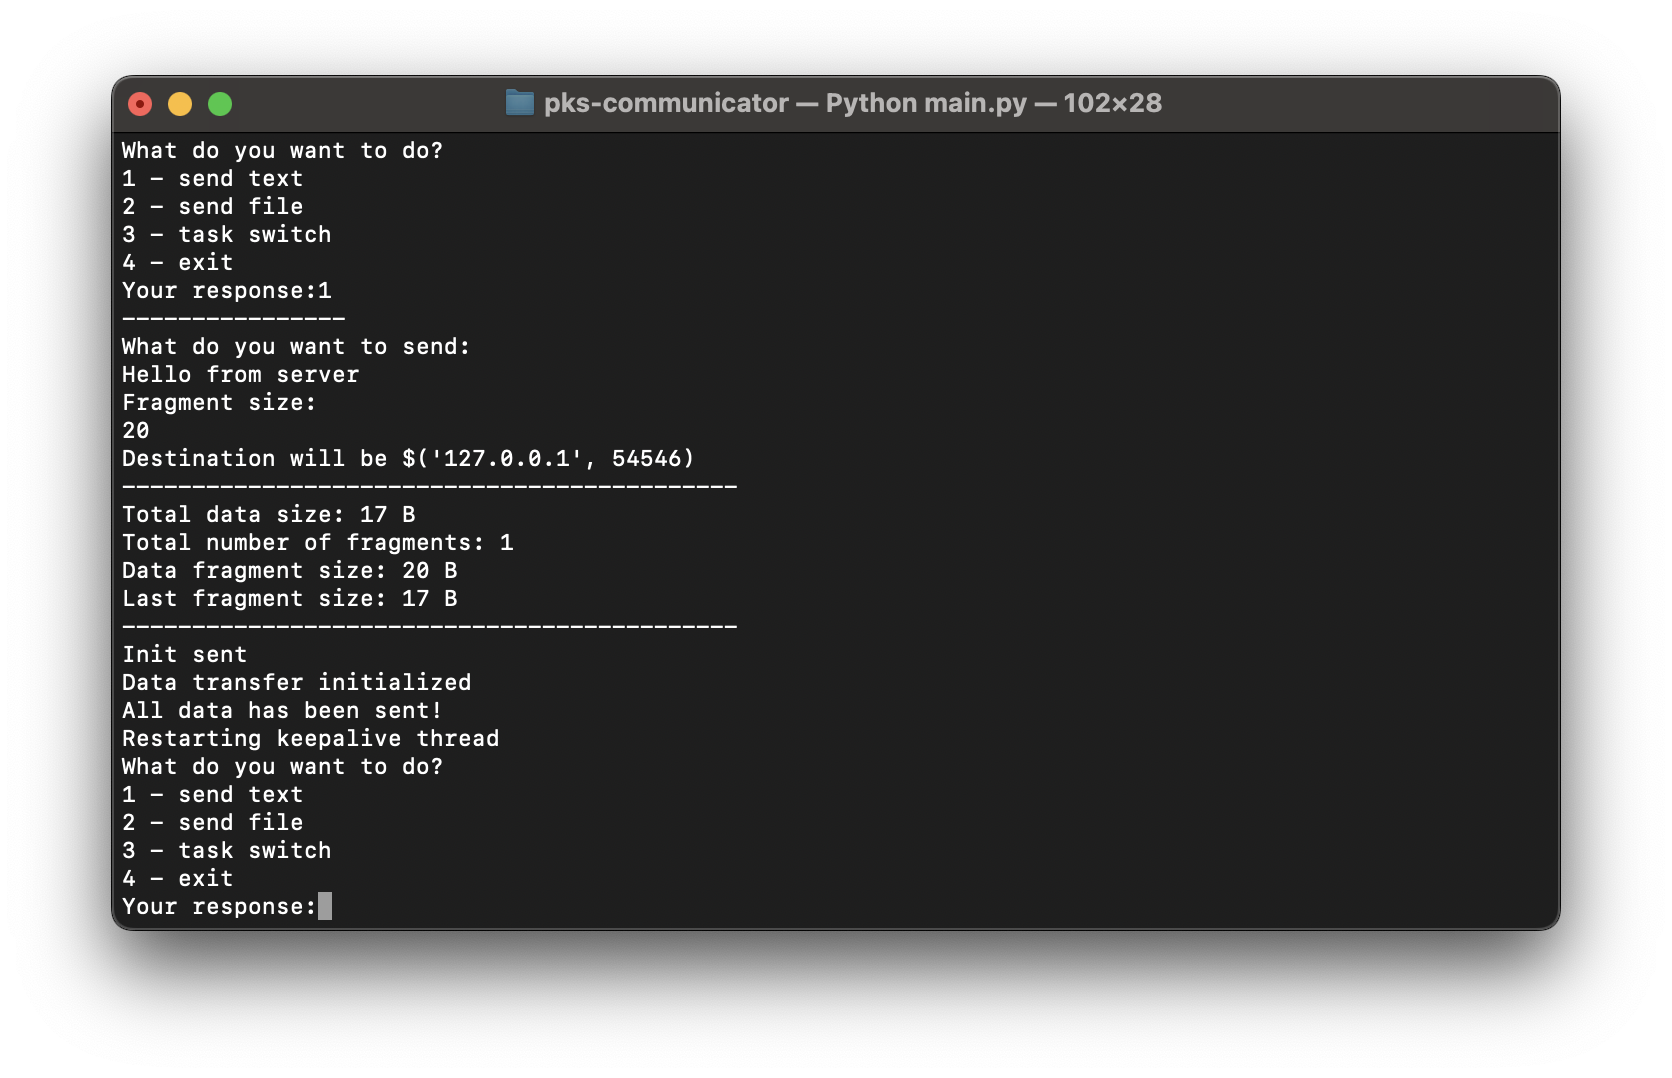 pks-communicator — Python main.py — 102×28
What do you want to do?
1 - send text
2 - send file
3 - task switch
4 - exit
Your response:1
----------------
What do you want to send:
Hello from server
Fragment size:
20
Destination will be $('127.0.0.1', 54546)
--------------------------------------------
Total data size: 17 B
Total number of fragments: 1
Data fragment size: 20 B
Last fragment size: 17 B
--------------------------------------------
Init sent
Data transfer initialized
All data has been sent!
Restarting keepalive thread
What do you want to do?
1 - send text
2 - send file
3 - task switch
4 - exit
Your response: